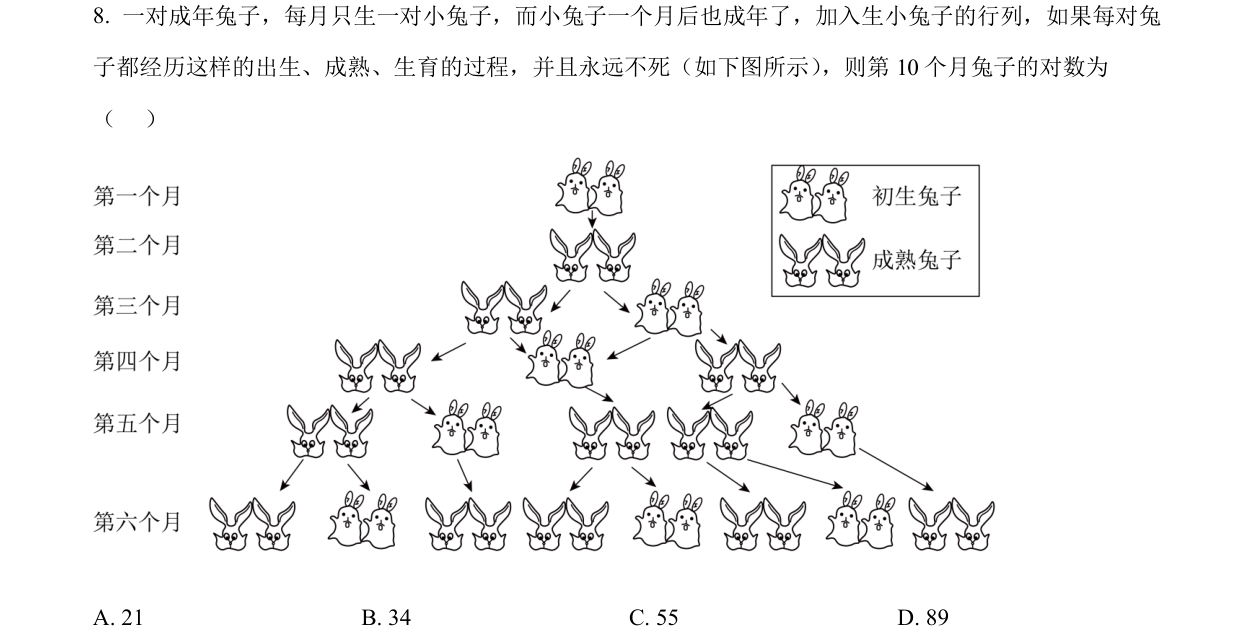 8. 一对成年兔子，每月只生一对小兔子，而小兔子一个月后也成年了，加入生小兔子的行列，如果每对兔
子都经历这样的出生、成熟、生育的过程，并且永远不死（如下图所示），则第 10 个月兔子的对数为
（ ）
第一个月
初生兔子
第二个月
成熟兔子
第三个月
第四个月
第五个月
第六个月
A. 21 B. 34 C. 55 D. 89